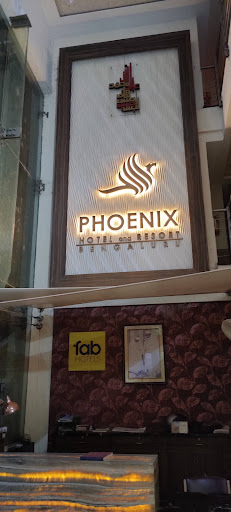 PHOENIX
HOTEL and RESORT
BENGALURU
fab
HOTELS